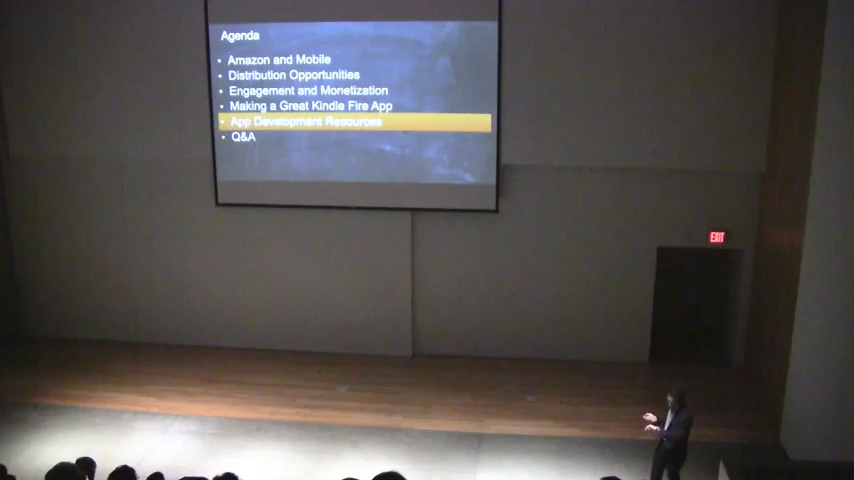 Agenda
• Amazon and Mobile
• Distribution Opportunities
• Engagement and Monetization
• Making a Great Kindle Fire App
• App Development Resources
• Q&A
EXIT